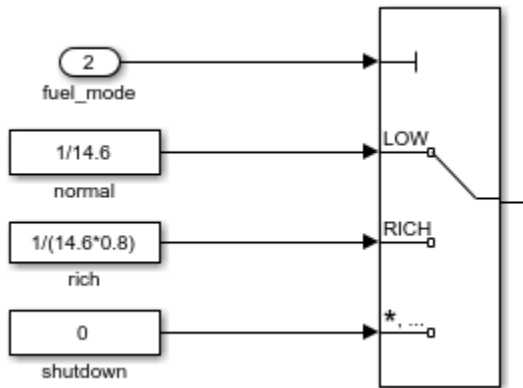 2
fuel_mode
1/14.6
normal
LOW
1/(14.6*0.8)
rich
RICH
0
shutdown
*, ...